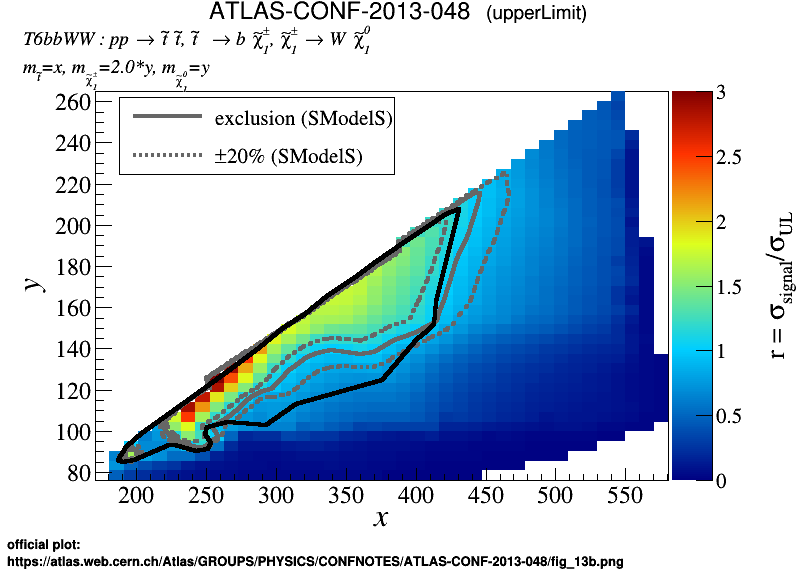 ATLAS-CONF-2013-048 (upperLimit)
T6bbWW : pp → t̃ t̃, t̃ → b χ̃₁±, χ̃₁± → W χ̃₁⁰
m_t̃=x, m_χ̃₁±=2.0*y, m_χ̃₁⁰=y
exclusion (SModelS)
±20% (SModelS)
260
240
220
200
180
160
140
120
100
80
y
200 250 300 350 400 450 500 550
x
3
2.5
2
1.5
1
0.5
0
r = σ_signal/σ_UL
official plot:
https://atlas.web.cern.ch/Atlas/GROUPS/PHYSICS/CONFNOTES/ATLAS-CONF-2013-048/fig_13b.png